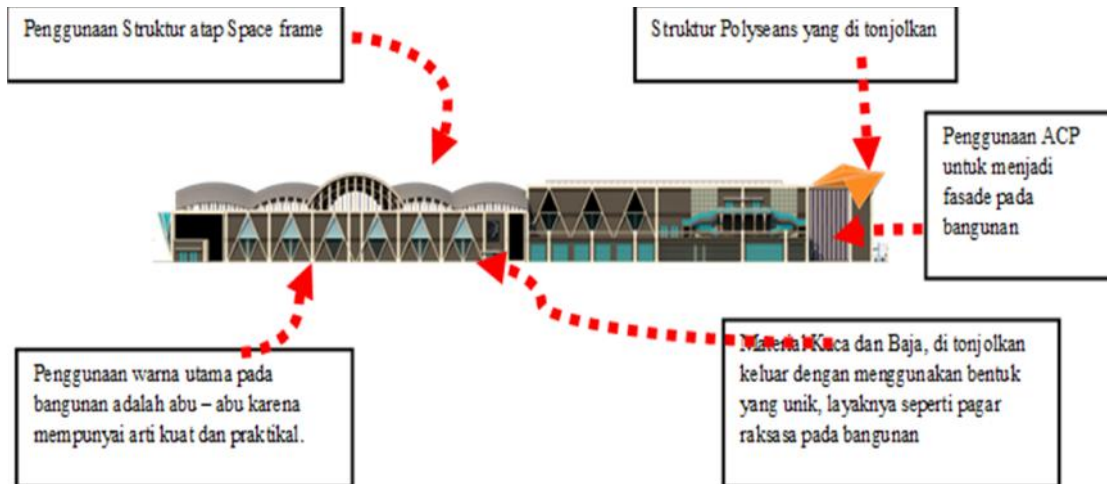 Penggunaan Struktur atap Space frame
Struktur Polyseans yang di tonjolkan
Penggunaan ACP
untuk menjadi
fasade pada
bangunan
Penggunaan warna utama pada
bangunan adalah abu – abu karena
mempunyai arti kuat dan praktikal.
Material Kaca dan Baja, di tonjolkan
keluar dengan menggunakan bentuk
yang unik, layaknya seperti pagar
raksasa pada bangunan